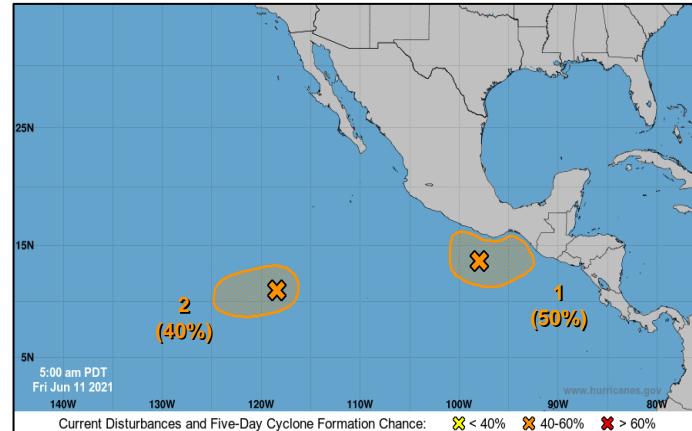 25N
15N
5N
2
(40%)
1
(50%)
5:00 am PDT
Fri Jun 11 2021
www.hurricanes.gov
140W 130W 120W 110W 100W 90W 80W
Current Disturbances and Five-Day Cyclone Formation Chance: < 40% 40-60% > 60%